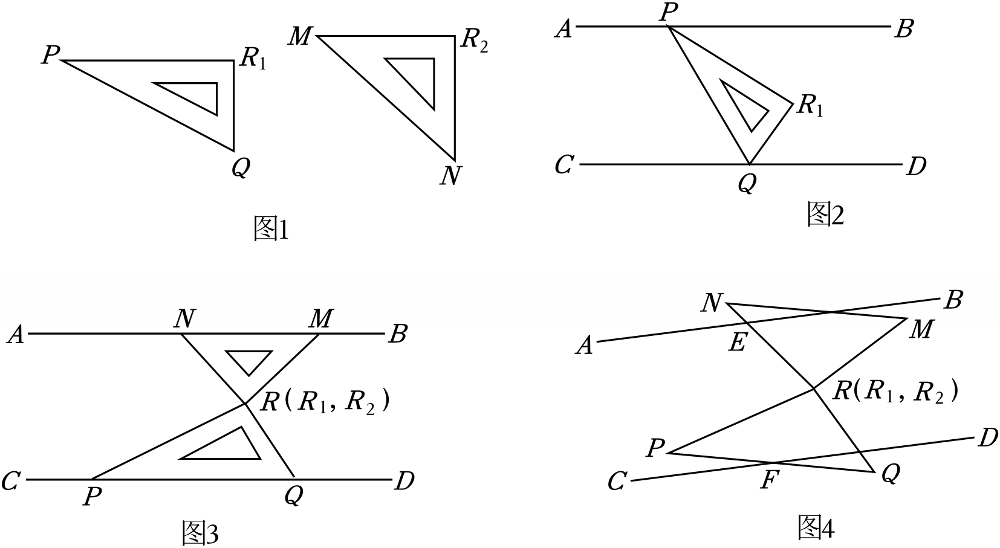 P R₁ Q
M R₂ N
图1
A P B
R₁
C Q D
图2
A N M B
R(R₁, R₂)
C P Q D
图3
N B
A E M
R(R₁, R₂)
P D
C F Q
图4